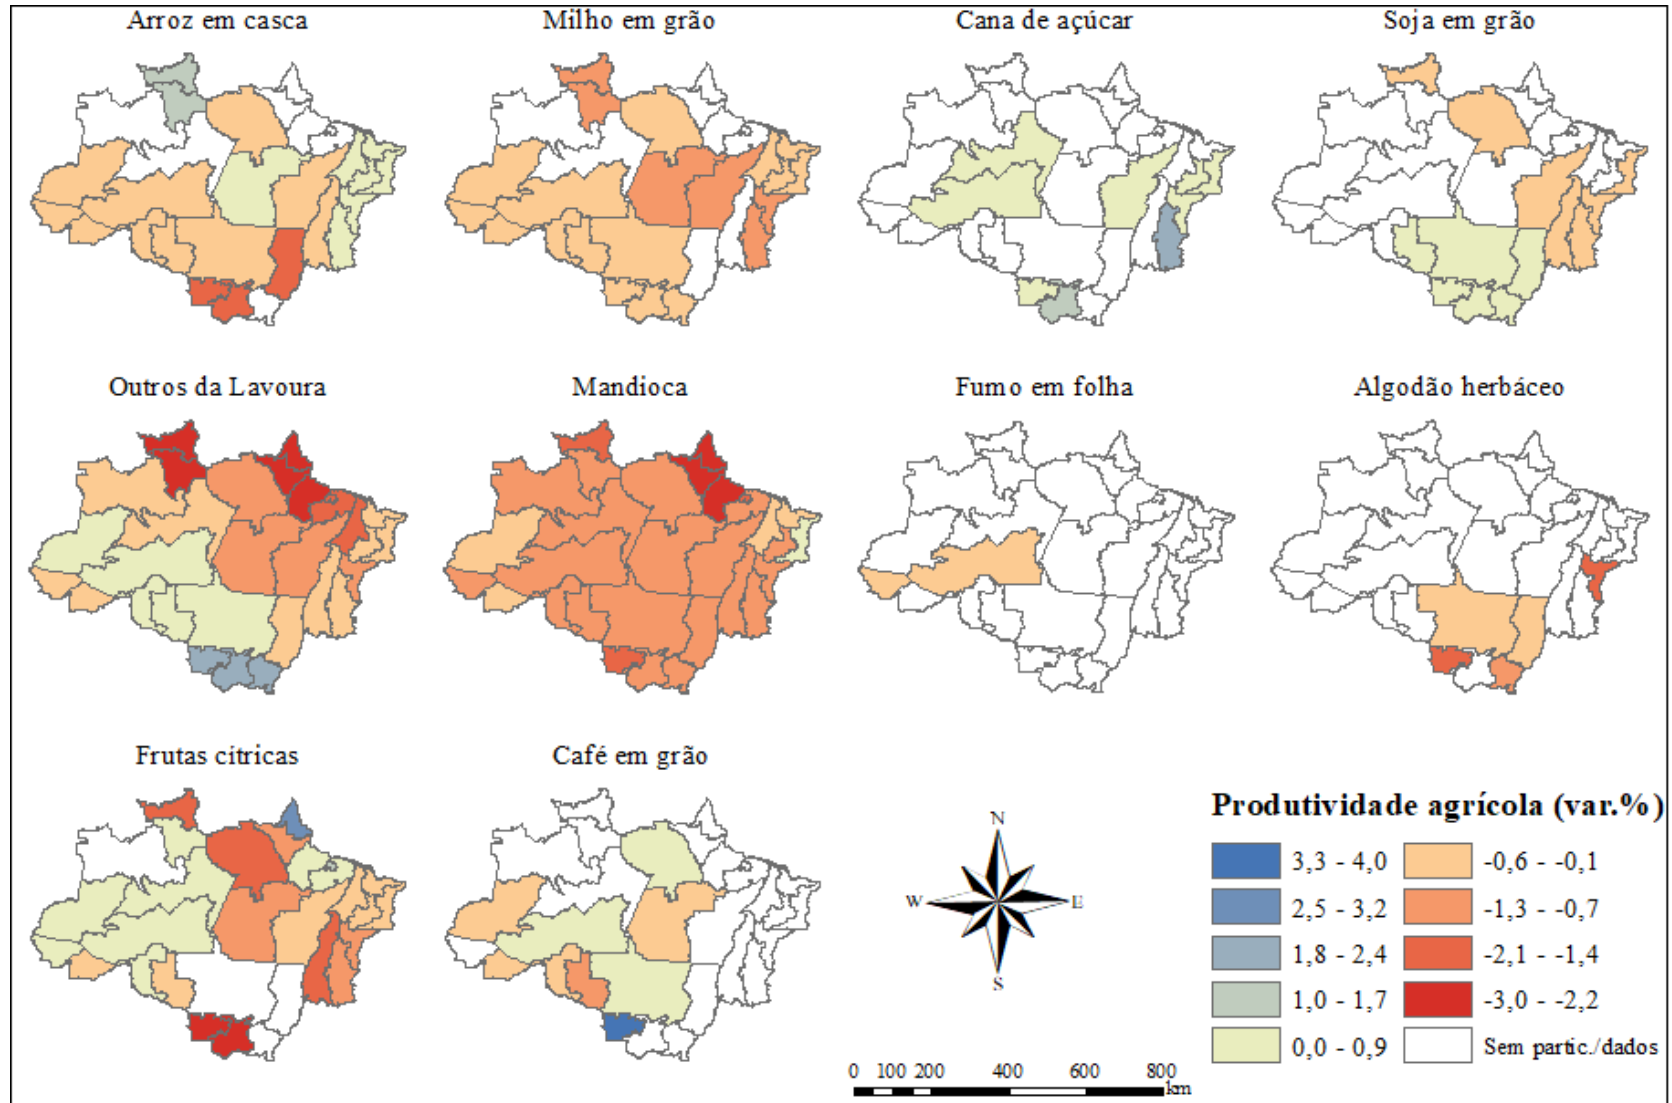 Arroz em casca
Milho em grão
Cana de açúcar
Soja em grão
Outros da Lavoura
Mandioca
Fumo em folha
Algodão herbáceo
Frutas cítricas
Café em grão
N
W
E
S
0 100 200 400 600 800
km
Produtividade agrícola (var.%)
3,3 - 4,0
2,5 - 3,2
1,8 - 2,4
1,0 - 1,7
0,0 - 0,9
-0,6 - -0,1
-1,3 - -0,7
-2,1 - -1,4
-3,0 - -2,2
Sem partic./dados